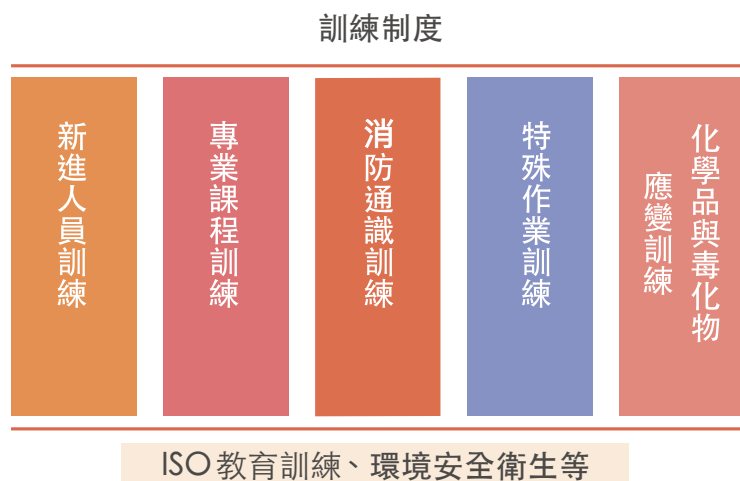 訓練制度
新進人員訓練
專業課程訓練
消防通識訓練
特殊作業訓練
化學品與毒化物
應變訓練
ISO教育訓練、環境安全衛生等